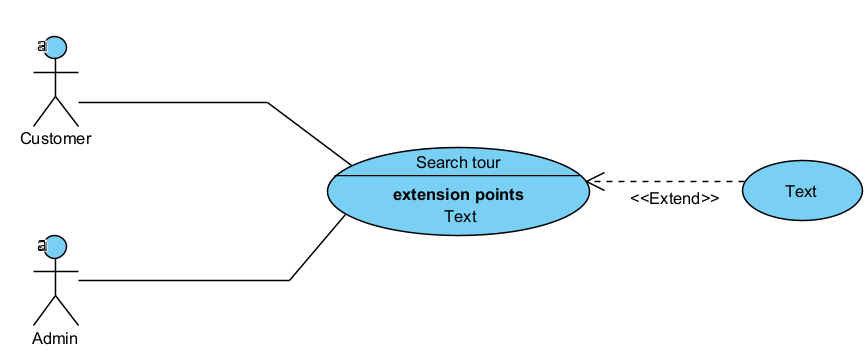 a
Customer
Search tour
extension points
Text
<<Extend>>
Text
a
Admin